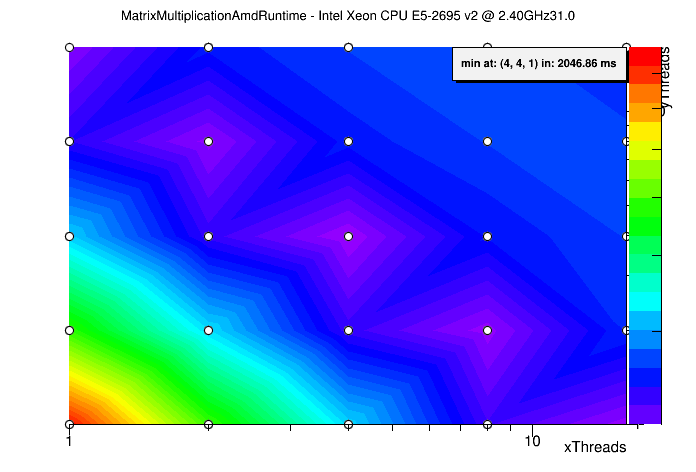 MatrixMultiplicationAmdRuntime - Intel Xeon CPU E5-2695 v2 @ 2.40GHz31.0
min at: (4, 4, 1) in: 2046.86 ms
yThreads
1
10
xThreads